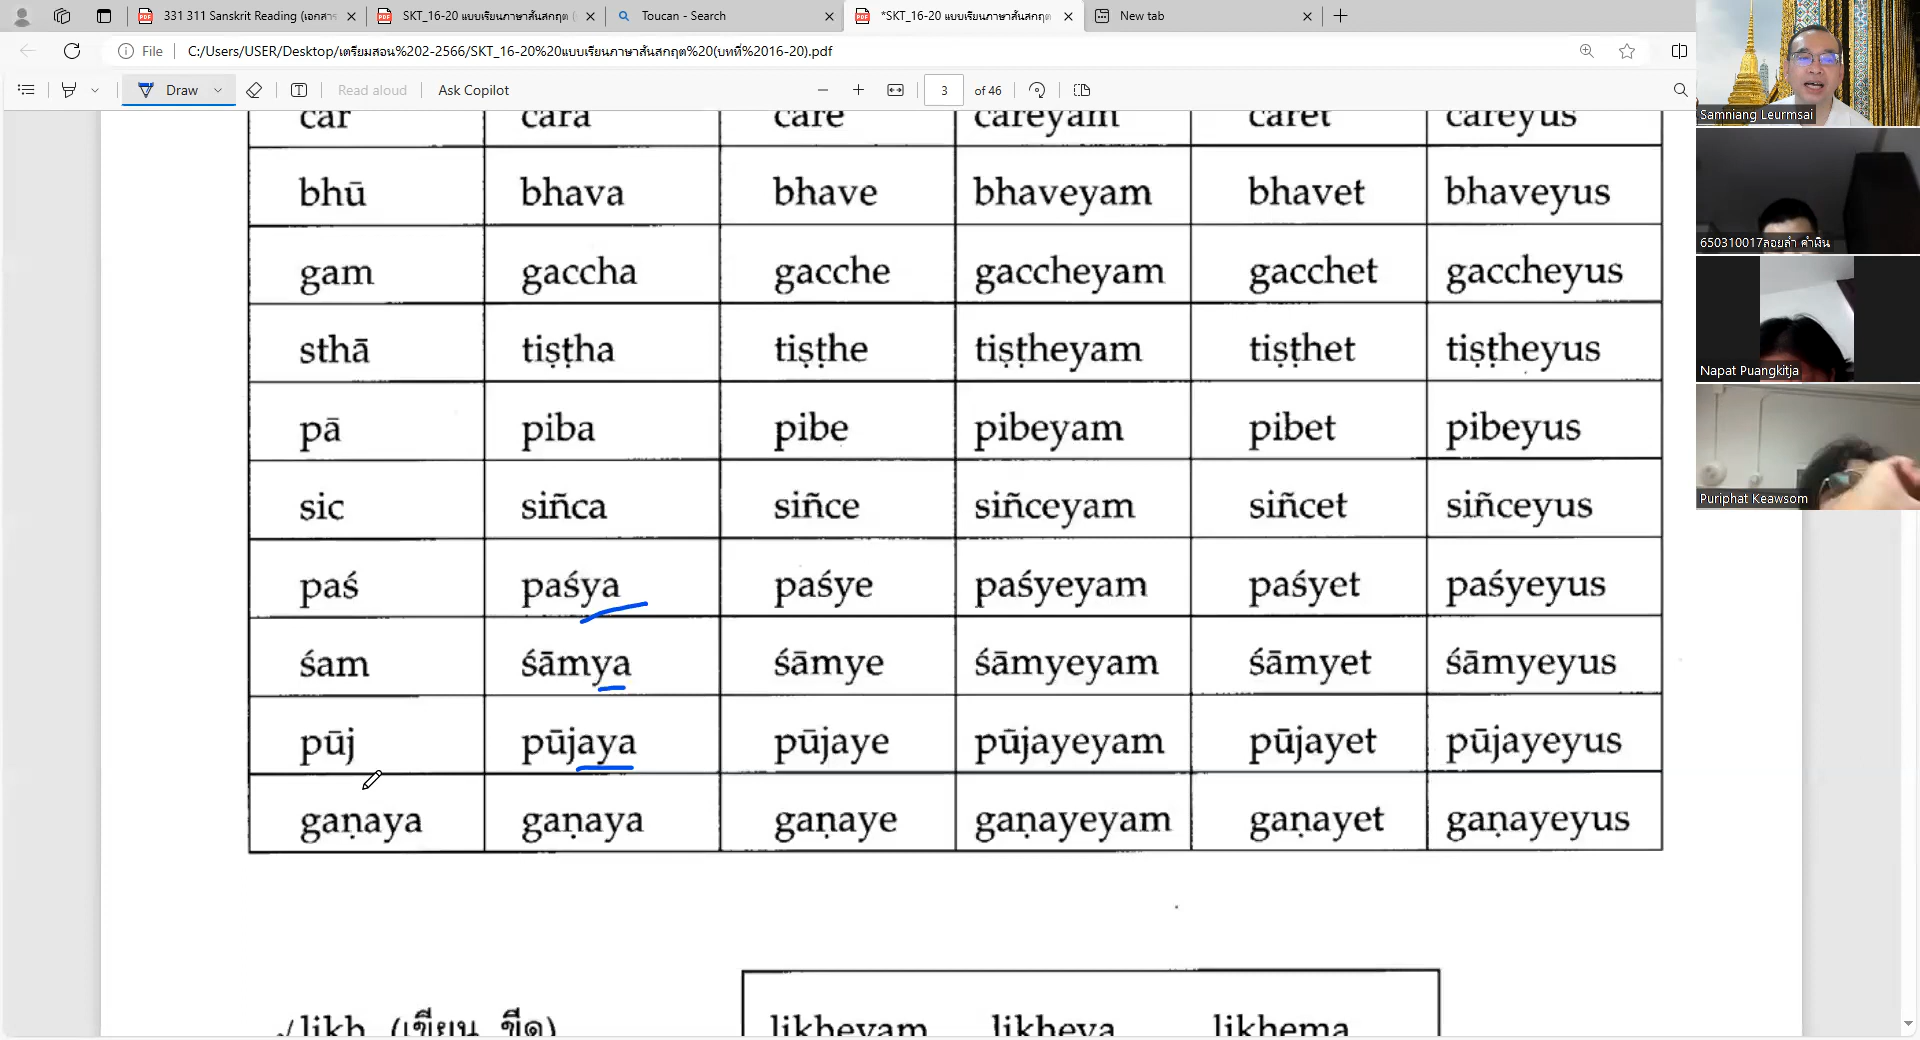 331 311 Sanskrit Reading (เอกสาร
SKT_16-20 แบบเรียนภาษาสันสกฤต (
Toucan - Search
*SKT_16-20 แบบเรียนภาษาสันสกฤต
New tab
File C:/Users/USER/Desktop/เตรียมสอน%202-2566/SKT_16-20%20แบบเรียนภาษาสันสกฤต%20(บทที่%2016-20).pdf
Draw Read aloud Ask Copilot 3 of 46
car cara care careyam caret careyus
bhū bhava bhave bhaveyam bhavet bhaveyus
gam gaccha gacche gaccheyam gacchet gaccheyus
sthā tiṣṭha tiṣṭhe tiṣṭheyam tiṣṭhet tiṣṭheyus
pā piba pibe pibeyam pibet pibeyus
sic siñca siñce siñceyam siñcet siñceyus
paś paśya paśye paśyeyam paśyet paśyeyus
śam śāmya śāmye śāmyeyam śāmyet śāmyeyus
pūj pūjaya pūjaye pūjayeyam pūjayet pūjayeyus
gaṇaya gaṇaya gaṇaye gaṇayeyam gaṇayet gaṇayeyus
√likh (เขียน ขีด) likheyam likheva likhema
Samniang Leurmsai
650310017ลอยลำ คำผิน
Napat Puangkitja
Puriphat Keawsom